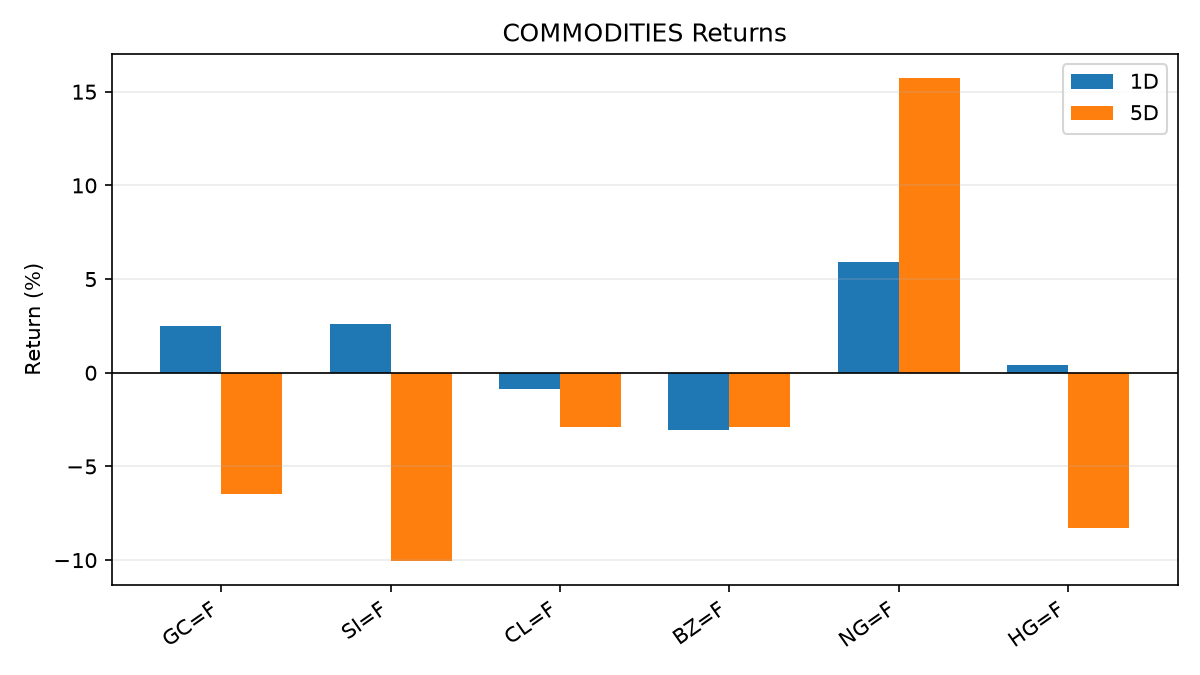 COMMODITIES Returns
1D
5D
Return (%)
15
10
5
0
−5
−10
GC=F
SI=F
CL=F
BZ=F
NG=F
HG=F